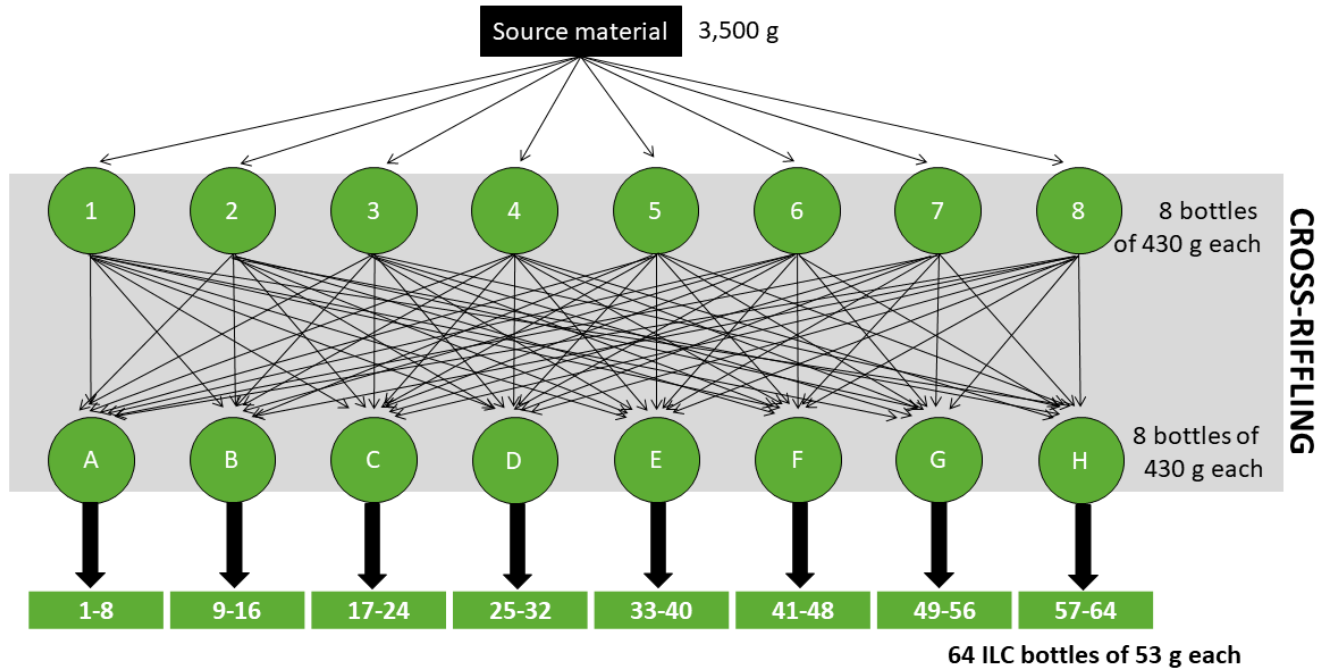 Source material 3,500 g
1 2 3 4 5 6 7 8
8 bottles
of 430 g each
CROSS-RIFFLING
A B C D E F G H
8 bottles of
430 g each
1-8 9-16 17-24 25-32 33-40 41-48 49-56 57-64
64 ILC bottles of 53 g each